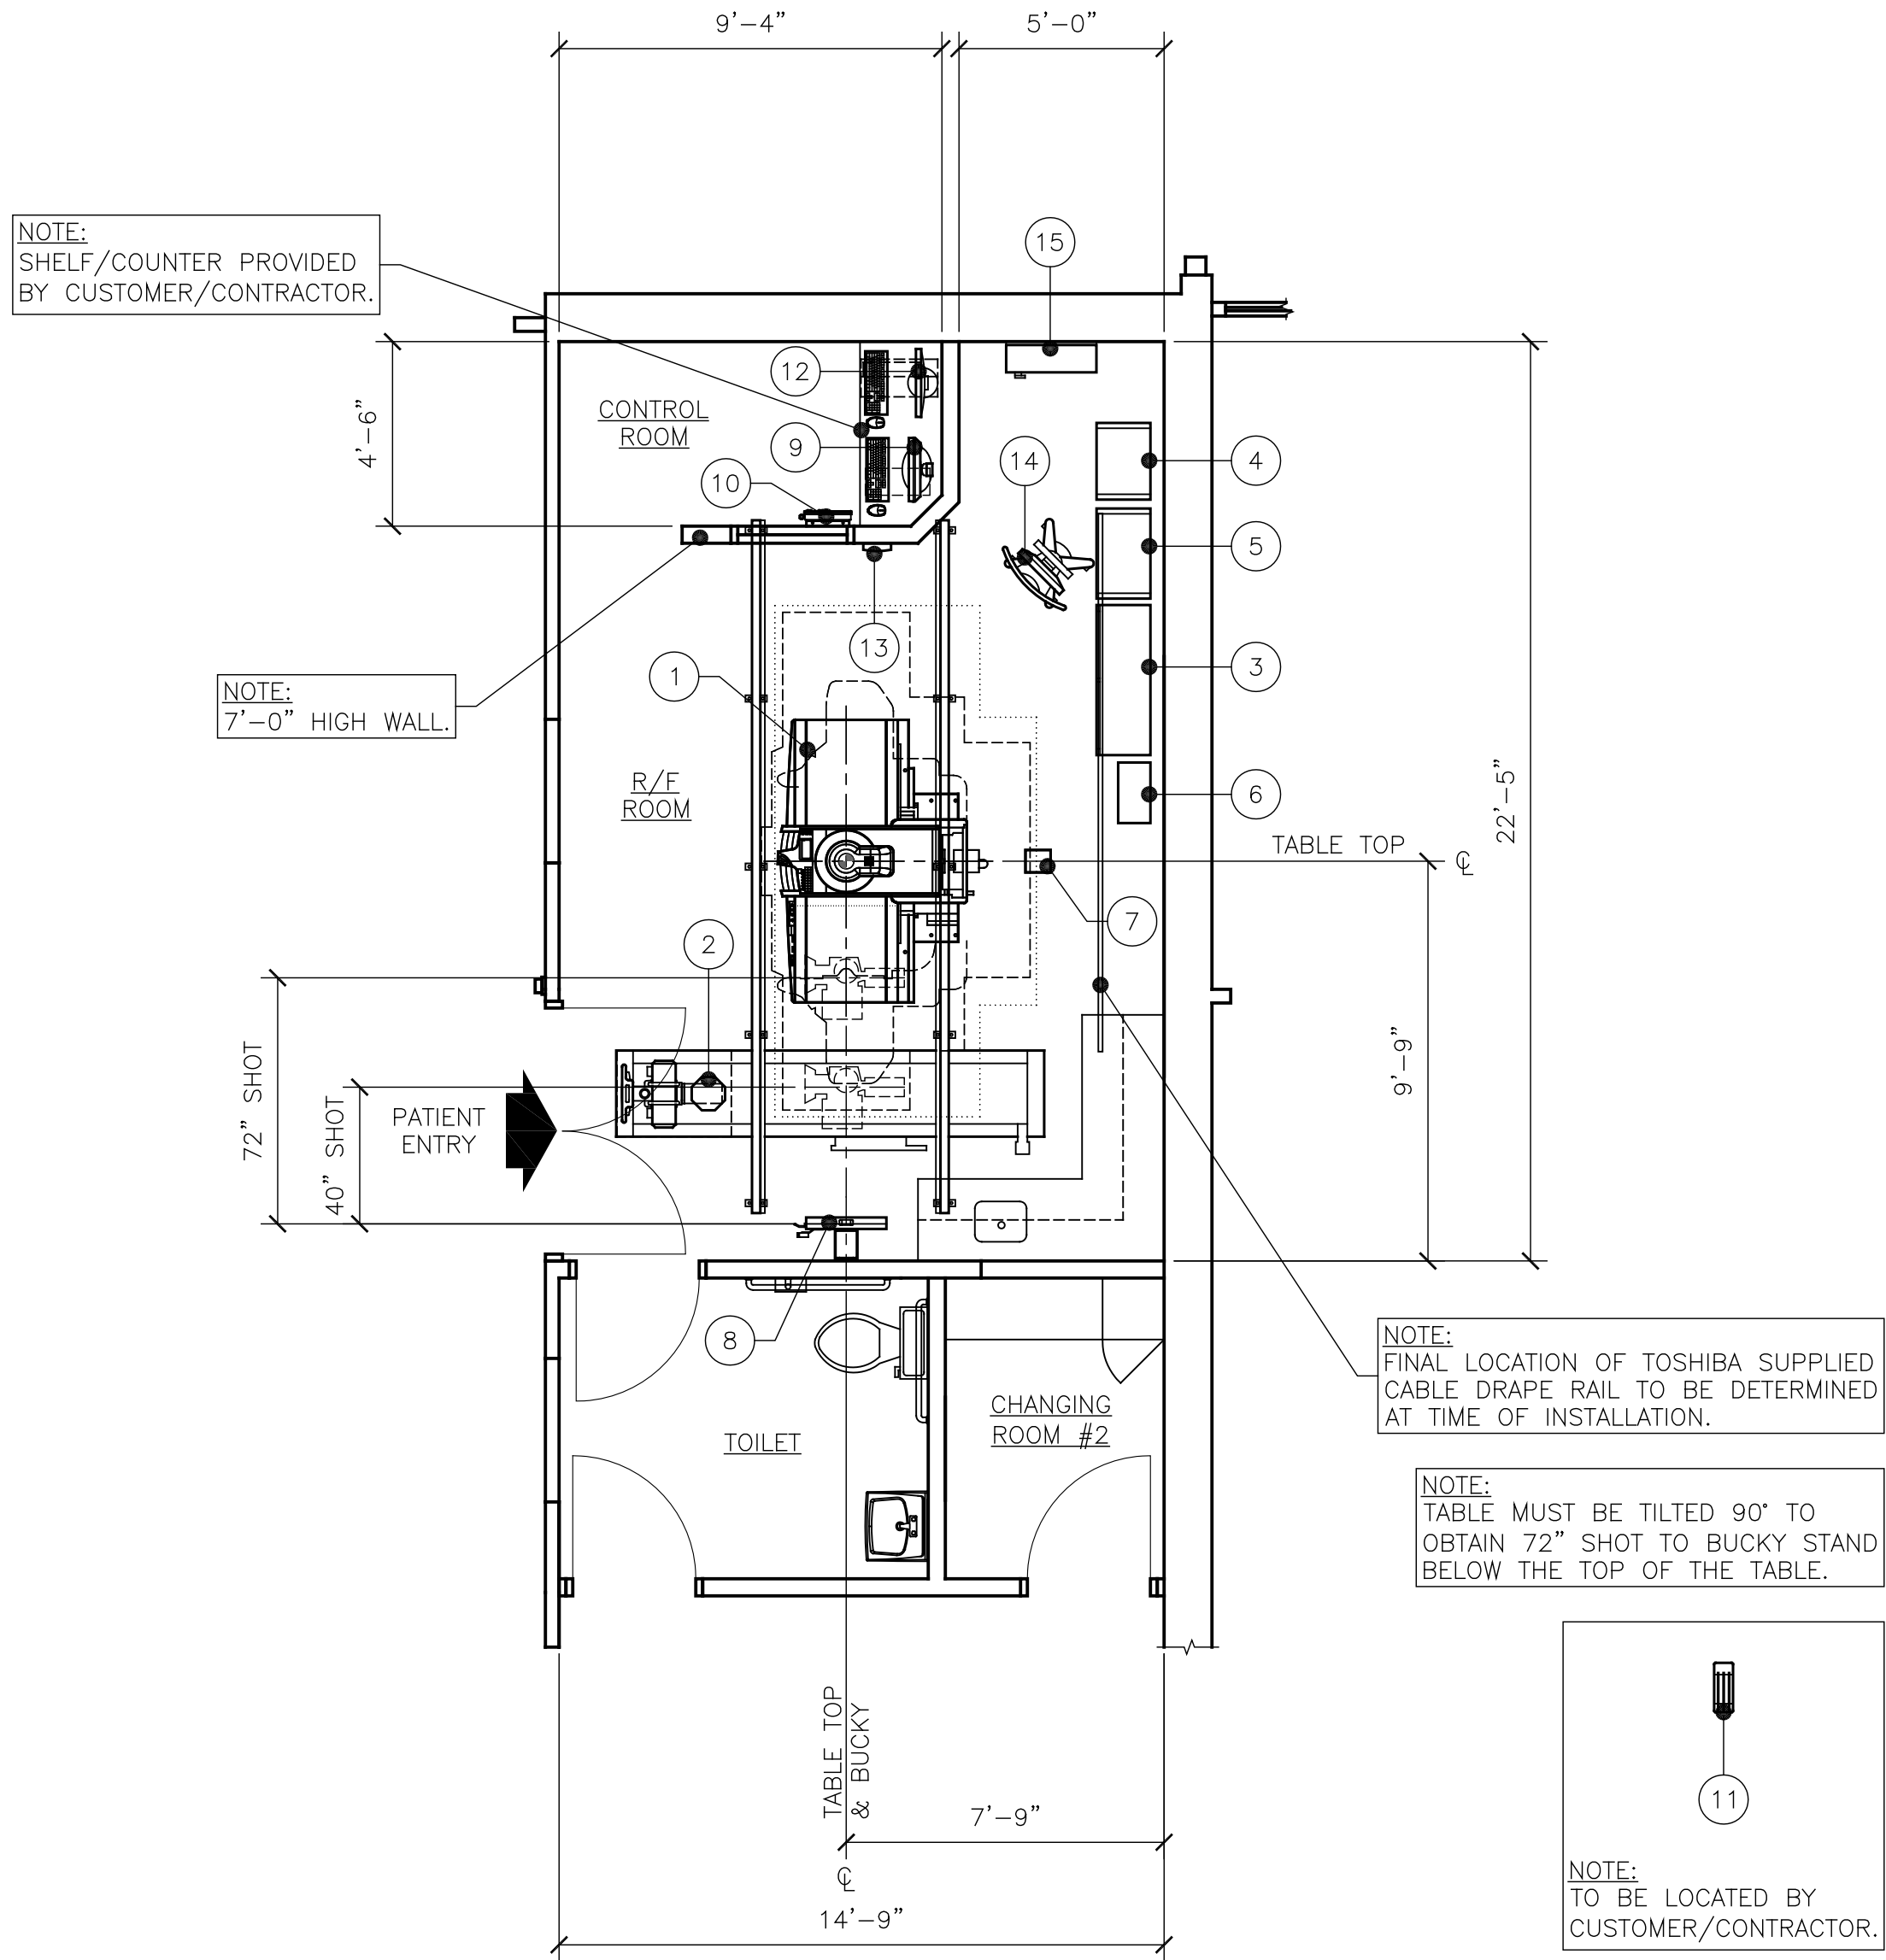 9'-4"
5'-0"
15
NOTE:
SHELF/COUNTER PROVIDED
BY CUSTOMER/CONTRACTOR.
12
CONTROL
ROOM
4'-6"
9
14
4
10
5
13
1
3
NOTE:
7'-0" HIGH WALL.
R/F
ROOM
6
22'-5"
TABLE TOP
℄
7
2
9'-9"
72" SHOT
40" SHOT
PATIENT
ENTRY
8
NOTE:
FINAL LOCATION OF TOSHIBA SUPPLIED
CABLE DRAPE RAIL TO BE DETERMINED
AT TIME OF INSTALLATION.
CHANGING
ROOM #2
TOILET
NOTE:
TABLE MUST BE TILTED 90° TO
OBTAIN 72" SHOT TO BUCKY STAND
BELOW THE TOP OF THE TABLE.
TABLE TOP
& BUCKY
7'-9"
℄
14'-9"
11
NOTE:
TO BE LOCATED BY
CUSTOMER/CONTRACTOR.